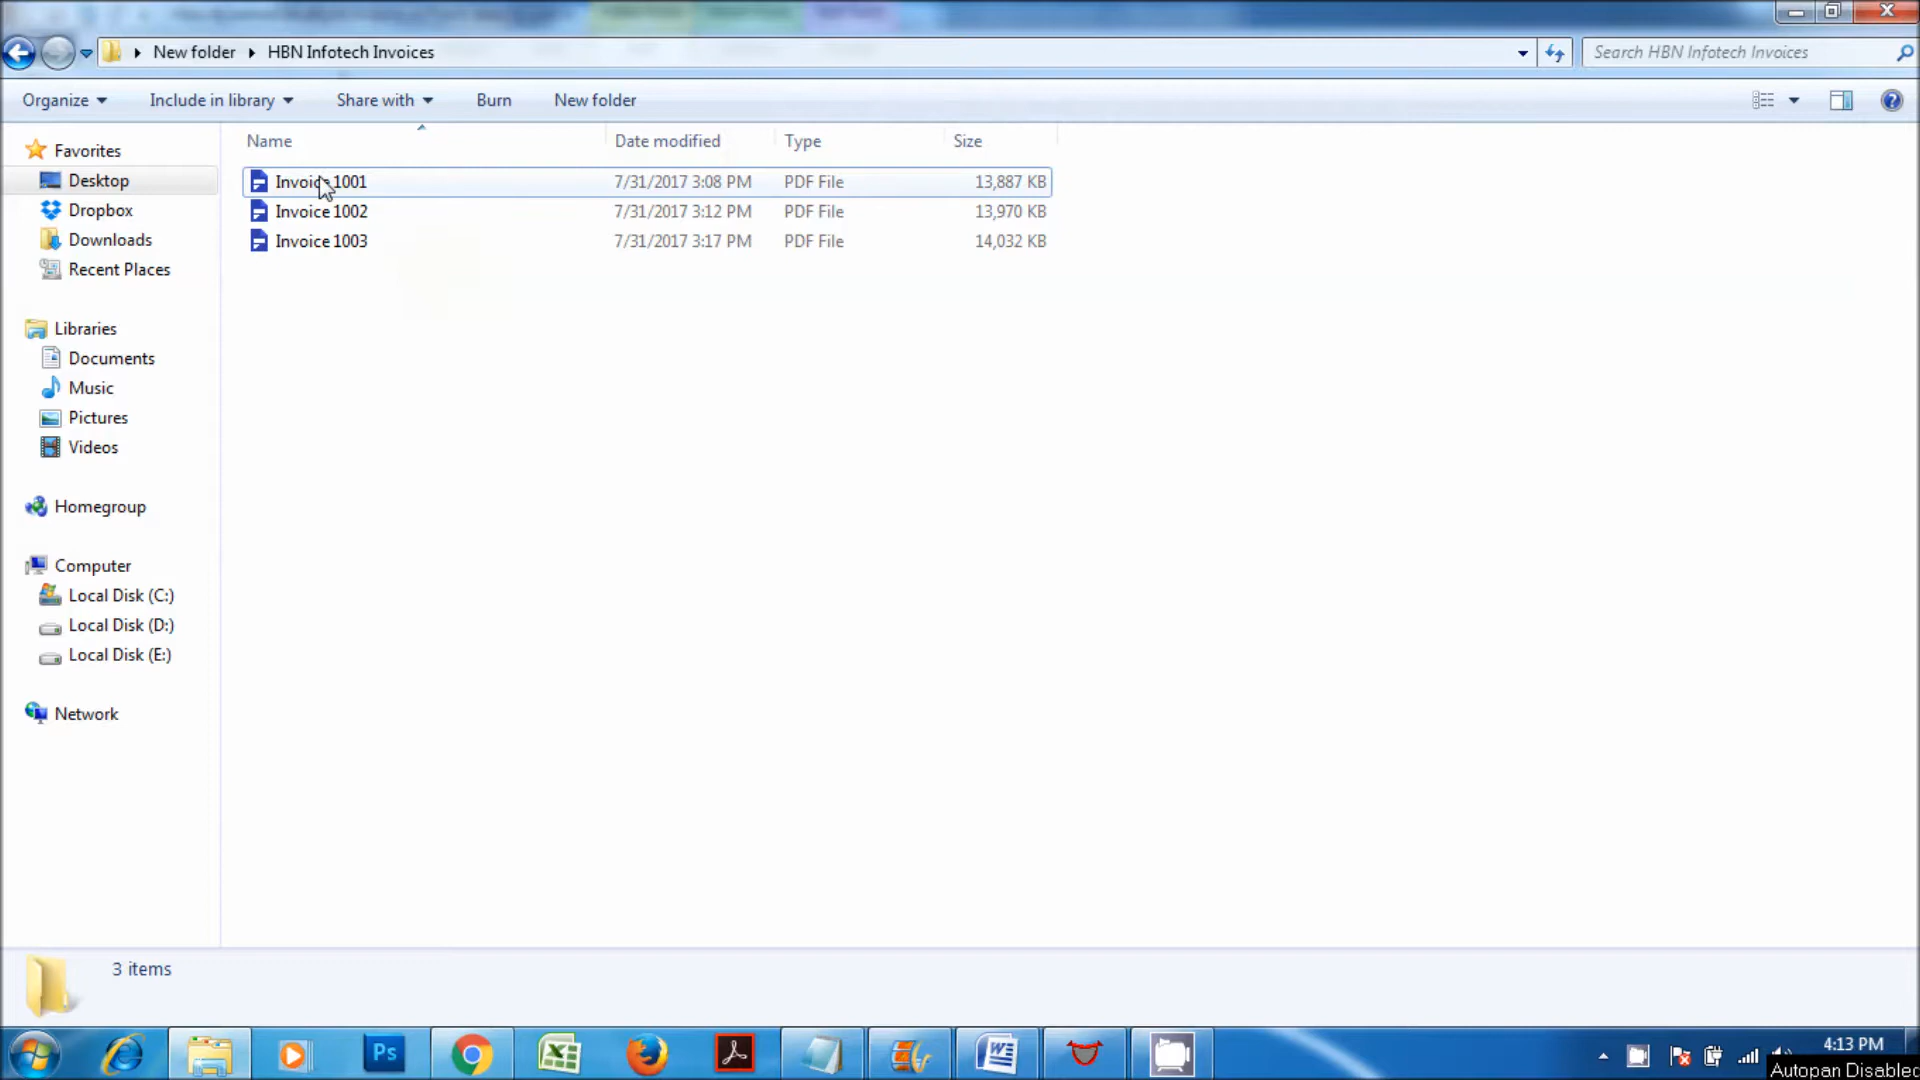 New folder HBN Infotech Invoices Search HBN Infotech Invoices
Organize Include in library Share with Burn New folder
Name Date modified Type Size
Favorites
Desktop
Dropbox
Downloads
Recent Places
Libraries
Documents
Music
Pictures
Videos
Homegroup
Computer
Local Disk (C:)
Local Disk (D:)
Local Disk (E:)
Network
Invoice 1001 7/31/2017 3:08 PM PDF File 13,887 KB
Invoice 1002 7/31/2017 3:12 PM PDF File 13,970 KB
Invoice 1003 7/31/2017 3:17 PM PDF File 14,032 KB
3 items
Ps
4:13 PM
Autopan Disabled